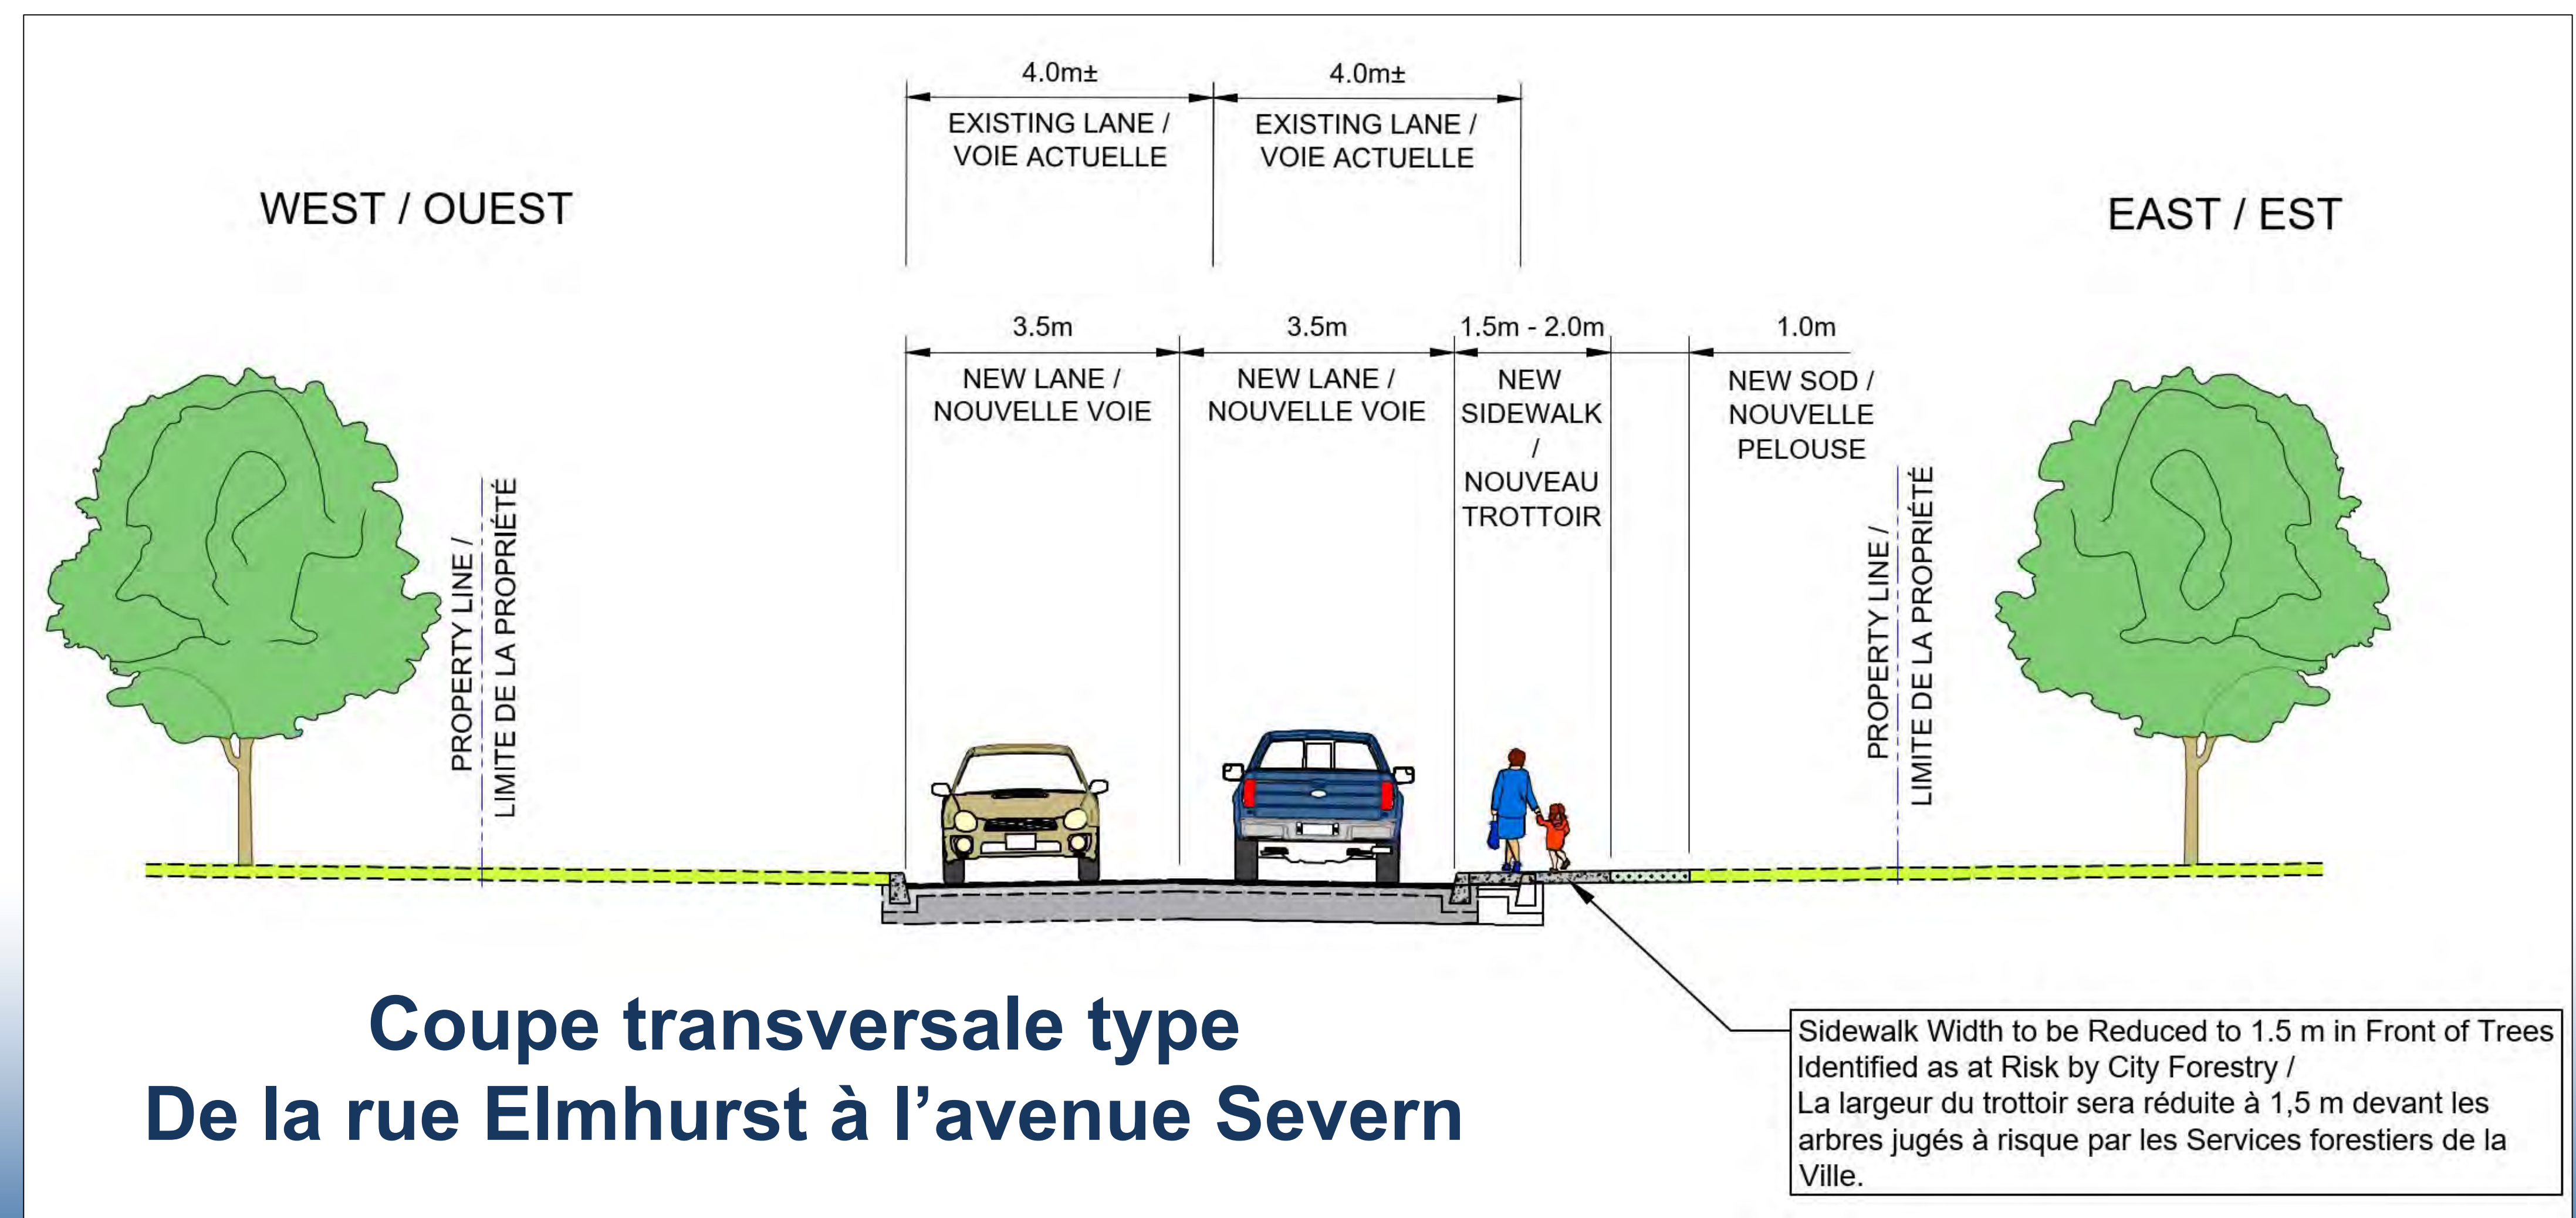 4.0m±
4.0m±
EXISTING LANE /
VOIE ACTUELLE
EXISTING LANE /
VOIE ACTUELLE
WEST / OUEST
EAST / EST
3.5m
3.5m
1.5m - 2.0m
1.0m
NEW LANE /
NOUVELLE VOIE
NEW LANE /
NOUVELLE VOIE
NEW
SIDEWALK
/
NOUVEAU
TROTTOIR
NEW SOD /
NOUVELLE
PELOUSE
PROPERTY LINE /
LIMITE DE LA PROPRIÉTÉ
PROPERTY LINE /
LIMITE DE LA PROPRIÉTÉ
Coupe transversale type
De la rue Elmhurst à l’avenue Severn
Sidewalk Width to be Reduced to 1.5 m in Front of Trees
Identified as at Risk by City Forestry /
La largeur du trottoir sera réduite à 1,5 m devant les
arbres jugés à risque par les Services forestiers de la
Ville.